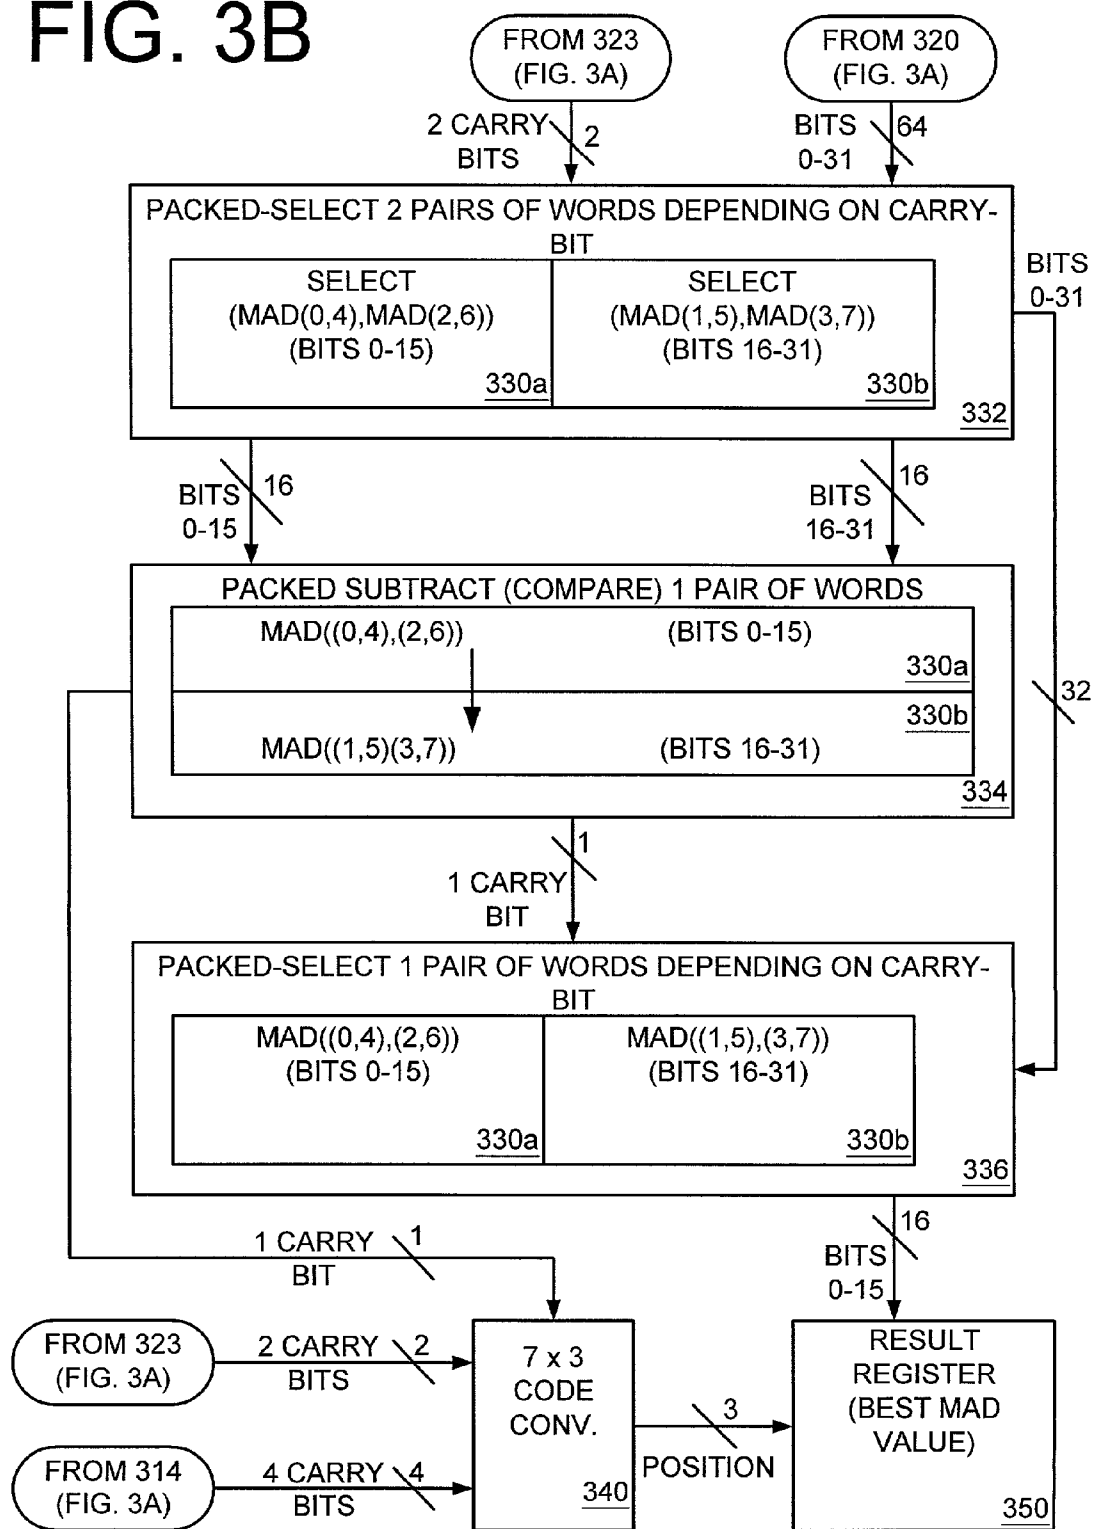 FIG. 3B
FROM 323
(FIG. 3A)
FROM 320
(FIG. 3A)
2 CARRY
BITS
2
BITS
0-31
64
PACKED-SELECT 2 PAIRS OF WORDS DEPENDING ON CARRY-
BIT
SELECT
(MAD(0,4),MAD(2,6))
(BITS 0-15)
330a
SELECT
(MAD(1,5),MAD(3,7))
(BITS 16-31)
330b
332
BITS
0-31
BITS
0-15
16
BITS
16-31
16
PACKED SUBTRACT (COMPARE) 1 PAIR OF WORDS
MAD((0,4),(2,6))
(BITS 0-15)
330a
330b
MAD((1,5)(3,7))
(BITS 16-31)
334
32
1
1 CARRY
BIT
PACKED-SELECT 1 PAIR OF WORDS DEPENDING ON CARRY-
BIT
MAD((0,4),(2,6))
(BITS 0-15)
330a
MAD((1,5),(3,7))
(BITS 16-31)
330b
336
1 CARRY
BIT
1
16
BITS
0-15
FROM 323
(FIG. 3A)
2 CARRY
BITS
2
FROM 314
(FIG. 3A)
4 CARRY
BITS
4
7 x 3
CODE
CONV.
340
3
POSITION
RESULT
REGISTER
(BEST MAD
VALUE)
350